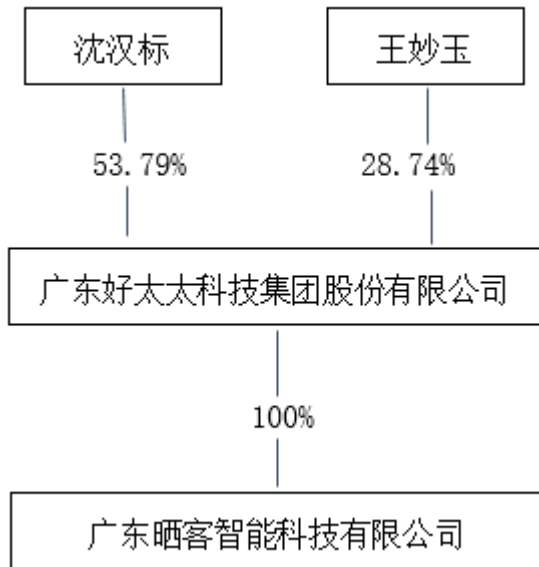 沈汉标
王妙玉
53.79%
28.74%
广东好太太科技集团股份有限公司
100%
广东晒客智能科技有限公司